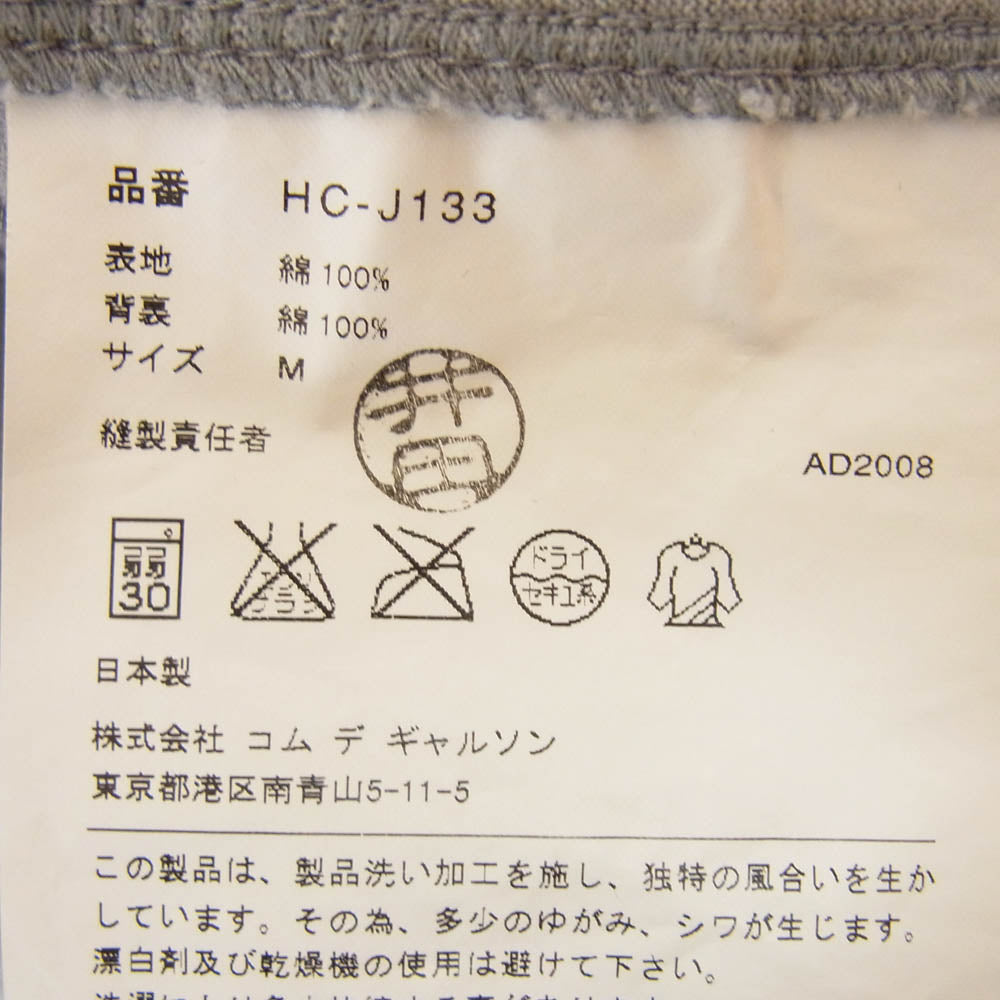 品番 HC-J133
表地 綿 100%
背裏 綿 100%
サイズ M
井田
縫製責任者
AD2008
弱
30
ドライ
セキユ系
日本製
株式会社 コム デ ギャルソン
東京都港区南青山5-11-5
この製品は、製品洗い加工を施し、独特の風合いを生か
しています。その為、多少のゆがみ、シワが生じます。
漂白剤及び乾燥機の使用は避けて下さい。